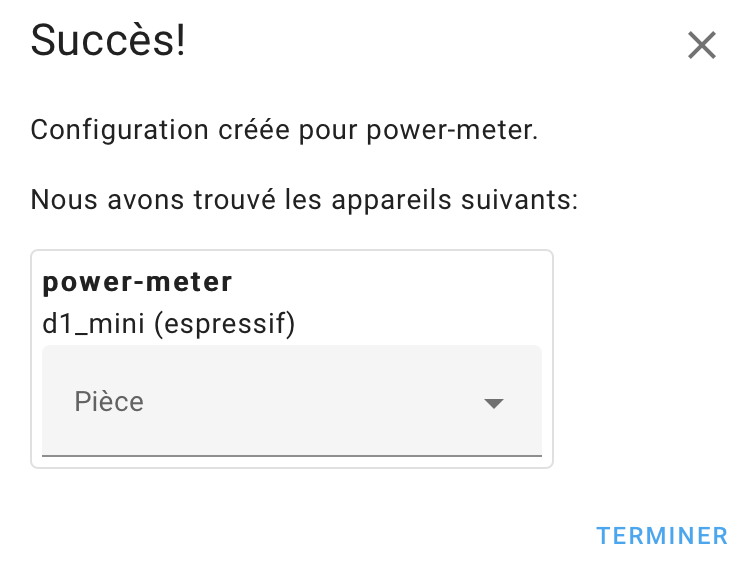 Succès!
Configuration créée pour power-meter.
Nous avons trouvé les appareils suivants:
power-meter
d1_mini (espressif)
Pièce
TERMINER